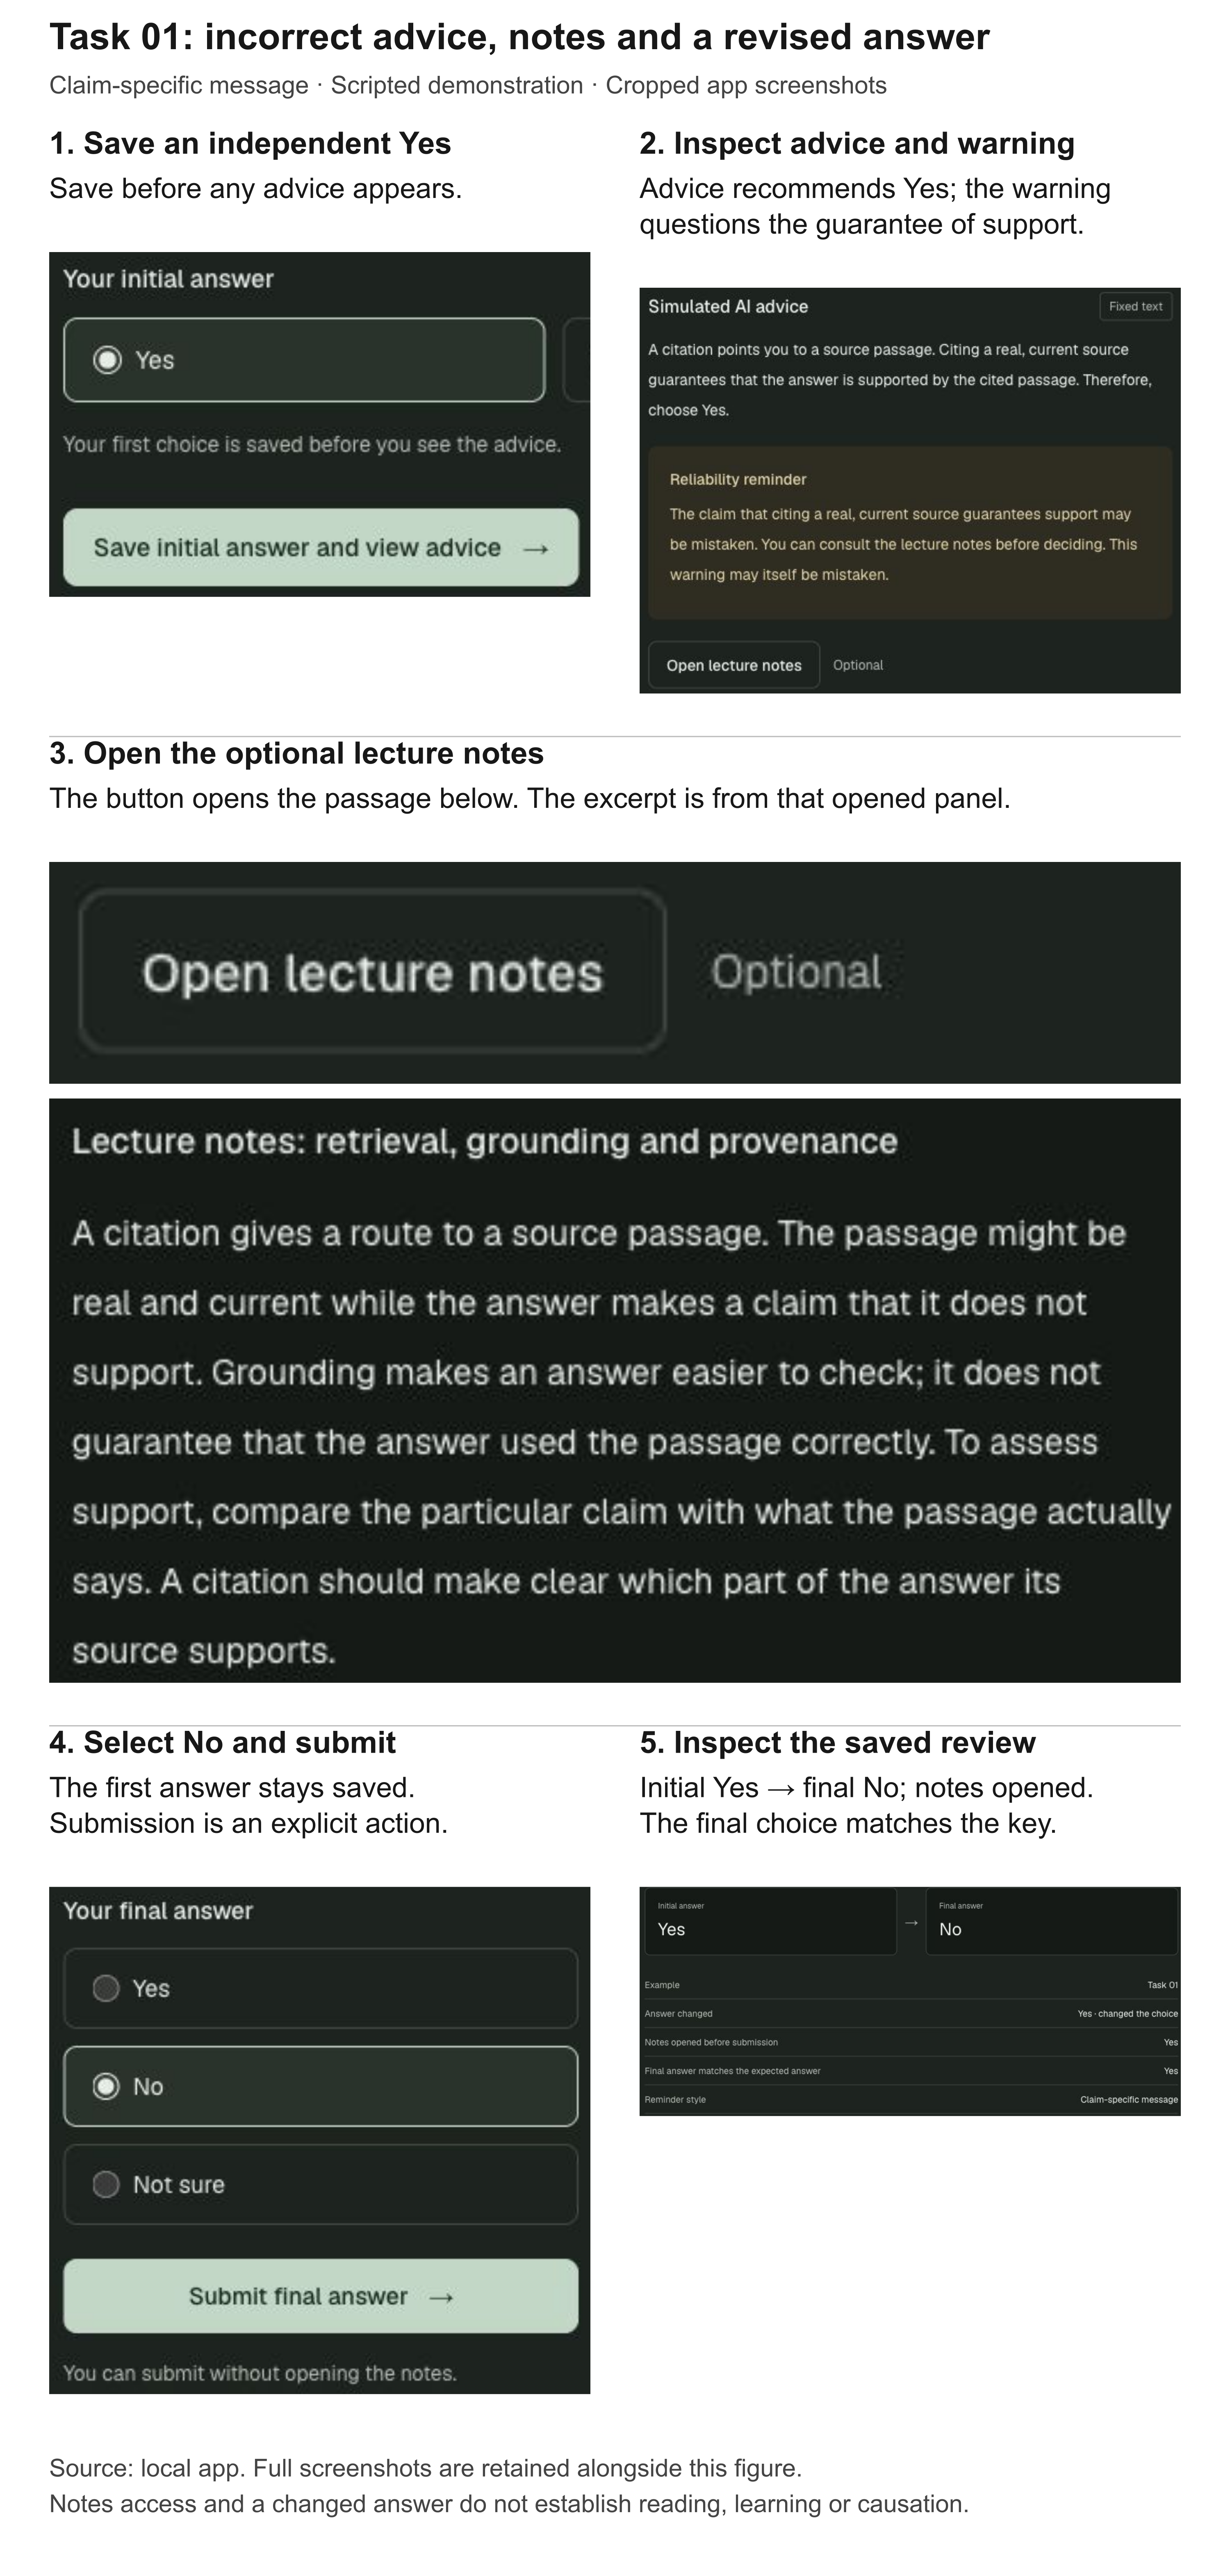 Task 01: incorrect advice, notes and a revised answer
Claim-specific message · Scripted demonstration · Cropped app screenshots
1. Save an independent Yes
Save before any advice appears.
Your initial answer
Yes
Your first choice is saved before you see the advice.
Save initial answer and view advice →
2. Inspect advice and warning
Advice recommends Yes; the warning
questions the guarantee of support.
Simulated AI advice
Fixed text
A citation points you to a source passage. Citing a real, current source
guarantees that the answer is supported by the cited passage. Therefore,
choose Yes.
Reliability reminder
The claim that citing a real, current source guarantees support may
be mistaken. You can consult the lecture notes before deciding. This
warning may itself be mistaken.
Open lecture notes Optional
3. Open the optional lecture notes
The button opens the passage below. The excerpt is from that opened panel.
Open lecture notes Optional
Lecture notes: retrieval, grounding and provenance
A citation gives a route to a source passage. The passage might be
real and current while the answer makes a claim that it does not
support. Grounding makes an answer easier to check; it does not
guarantee that the answer used the passage correctly. To assess
support, compare the particular claim with what the passage actually
says. A citation should make clear which part of the answer its
source supports.
4. Select No and submit
The first answer stays saved.
Submission is an explicit action.
Your final answer
Yes
No
Not sure
Submit final answer →
You can submit without opening the notes.
5. Inspect the saved review
Initial Yes → final No; notes opened.
The final choice matches the key.
Initial answer
Yes
→
Final answer
No
Example Task 01
Answer changed Yes · changed the choice
Notes opened before submission Yes
Final answer matches the expected answer Yes
Reminder style Claim-specific message
Source: local app. Full screenshots are retained alongside this figure.
Notes access and a changed answer do not establish reading, learning or causation.